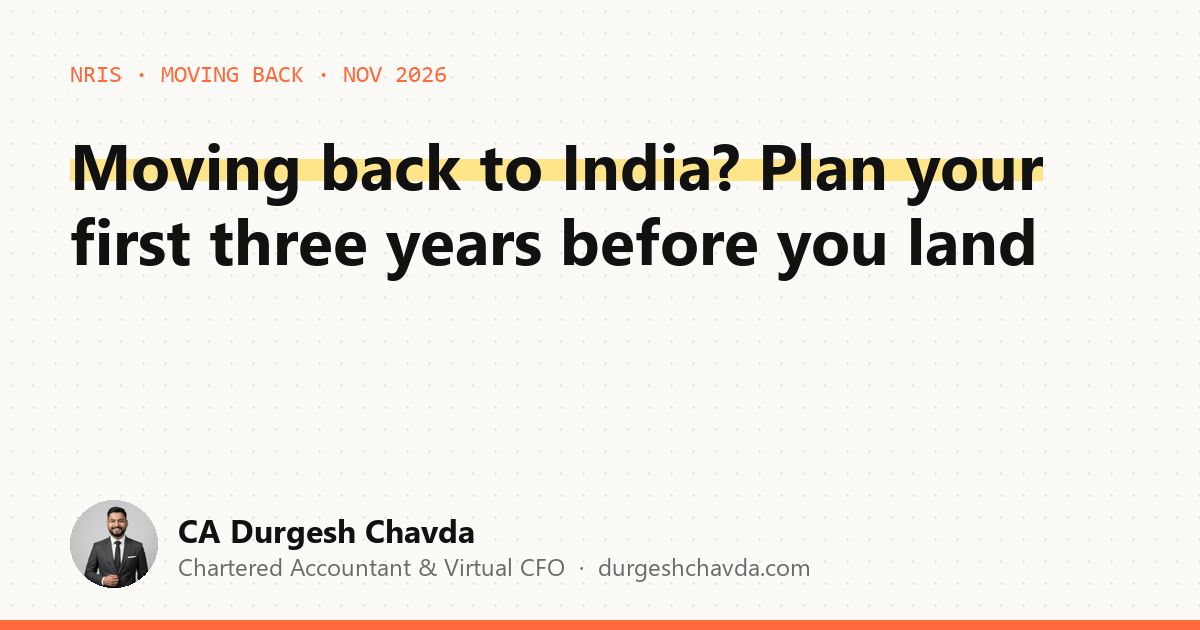 NRIS · MOVING BACK · NOV 2026
Moving back to India? Plan your
first three years before you land
CA Durgesh Chavda
Chartered Accountant & Virtual CFO · durgeshchavda.com